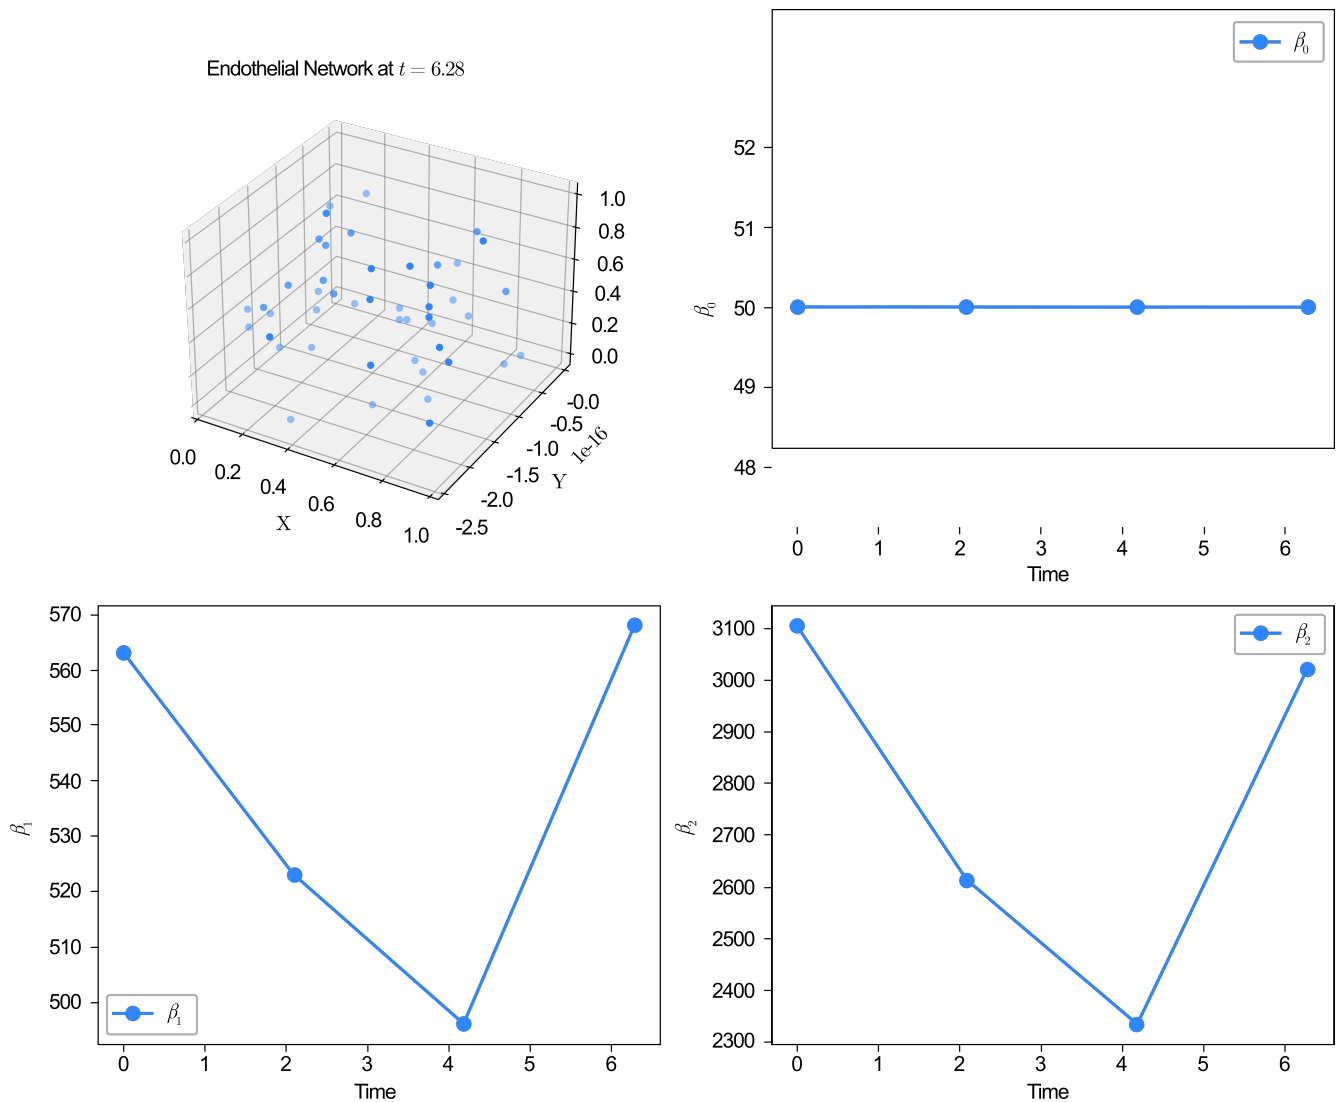 Endothelial Network at t = 6.28
1.0
0.8
0.6
0.4
0.2
0.0
-0.0
-0.5
-1.0
-1.5
-2.0
-2.5
1e-16
Y
0.0
0.2
0.4
0.6
0.8
1.0
X
β₀
52
51
50
49
48
β₀
0 1 2 3 4 5 6
Time
570
560
550
540
530
520
510
500
β₁
β₁
0 1 2 3 4 5 6
Time
β₂
3100
3000
2900
2800
2700
2600
2500
2400
2300
β₂
0 1 2 3 4 5 6
Time